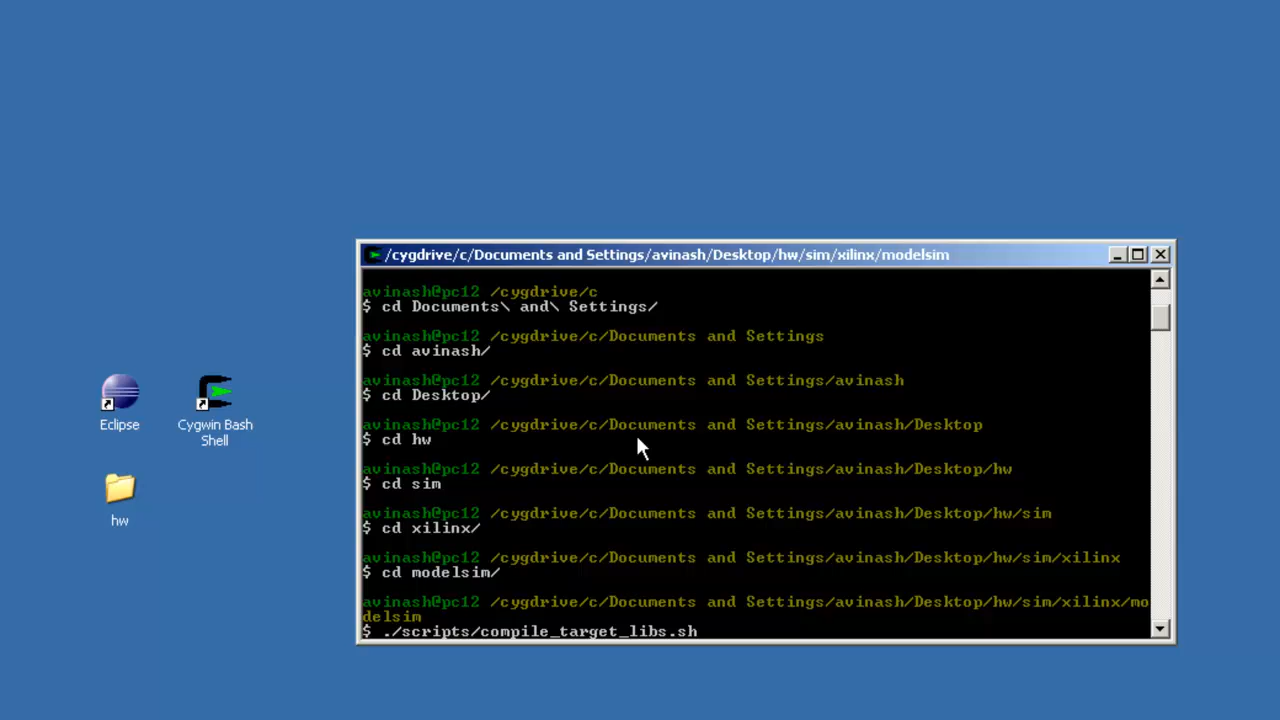 /cygdrive/c/Documents and Settings/avinash/Desktop/hw/sim/xilinx/modelsim
avinash@pc12 /cygdrive/c
$ cd Documents\ and\ Settings/
avinash@pc12 /cygdrive/c/Documents and Settings
$ cd avinash/
avinash@pc12 /cygdrive/c/Documents and Settings/avinash
$ cd Desktop/
avinash@pc12 /cygdrive/c/Documents and Settings/avinash/Desktop
$ cd hw
avinash@pc12 /cygdrive/c/Documents and Settings/avinash/Desktop/hw
$ cd sim
avinash@pc12 /cygdrive/c/Documents and Settings/avinash/Desktop/hw/sim
$ cd xilinx/
avinash@pc12 /cygdrive/c/Documents and Settings/avinash/Desktop/hw/sim/xilinx
$ cd modelsim/
avinash@pc12 /cygdrive/c/Documents and Settings/avinash/Desktop/hw/sim/xilinx/mo
delsim
$ ./scripts/compile_target_libs.sh
Eclipse
Cygwin Bash
Shell
hw